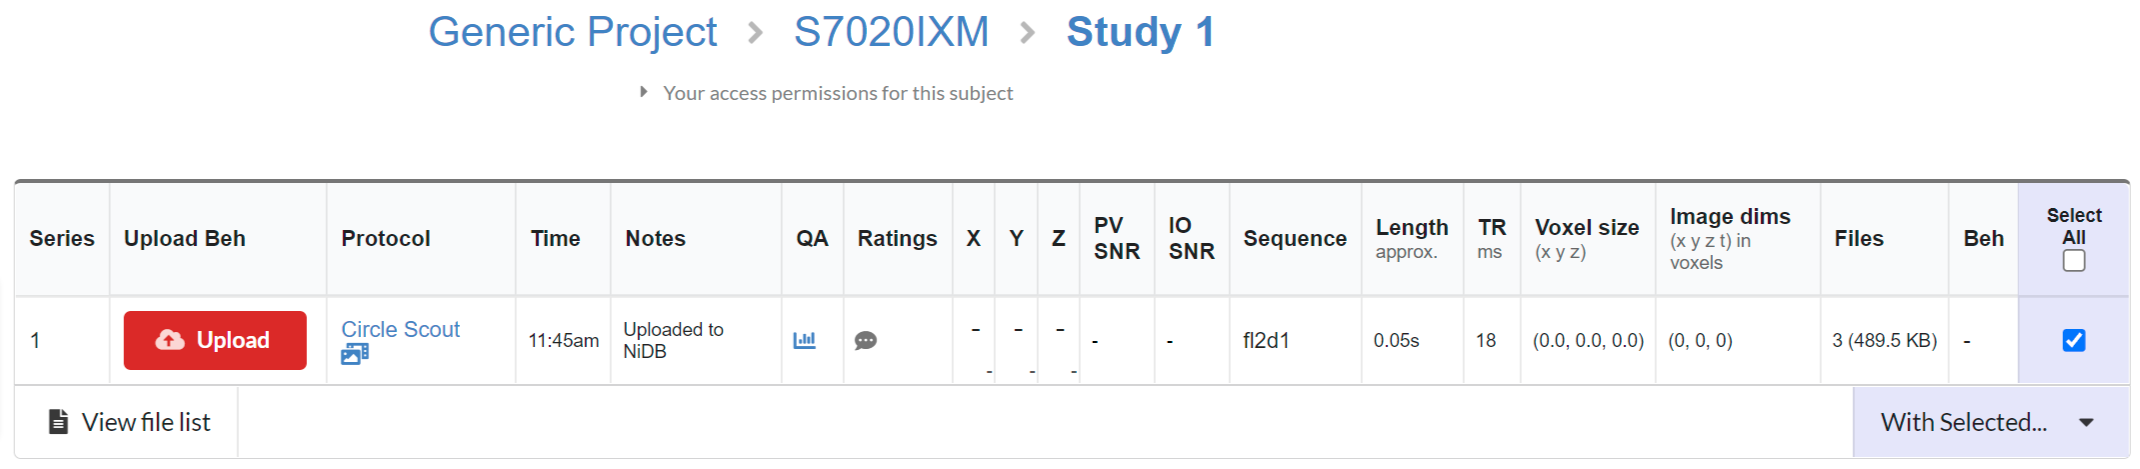 Generic Project > S7020IXM > Study 1
Your access permissions for this subject
Series Upload Beh Protocol Time Notes QA Ratings X Y Z PV SNR IO SNR Sequence Length approx. TR ms Voxel size (x y z) Image dims (x y z t) in voxels Files Beh Select All
1 Upload Circle Scout 11:45am Uploaded to NiDB - - - - - - - - fl2d1 0.05s 18 (0.0, 0.0, 0.0) (0, 0, 0) 3 (489.5 KB) -
View file list With Selected...